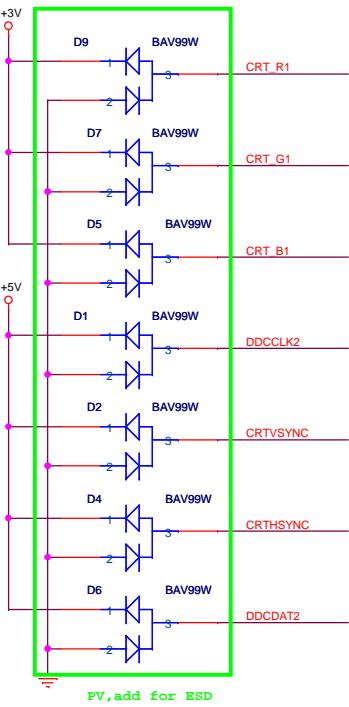 +3V
D9 BAV99W
1
3 CRT_R1
2
D7 BAV99W
1
3 CRT_G1
2
D5 BAV99W
1
3 CRT_B1
2
+5V
D1 BAV99W
1
3 DDCCLK2
2
D2 BAV99W
1
3 CRTVSYNC
2
D4 BAV99W
1
3 CRTHSYNC
2
D6 BAV99W
1
3 DDCDAT2
2
PV,add for ESD